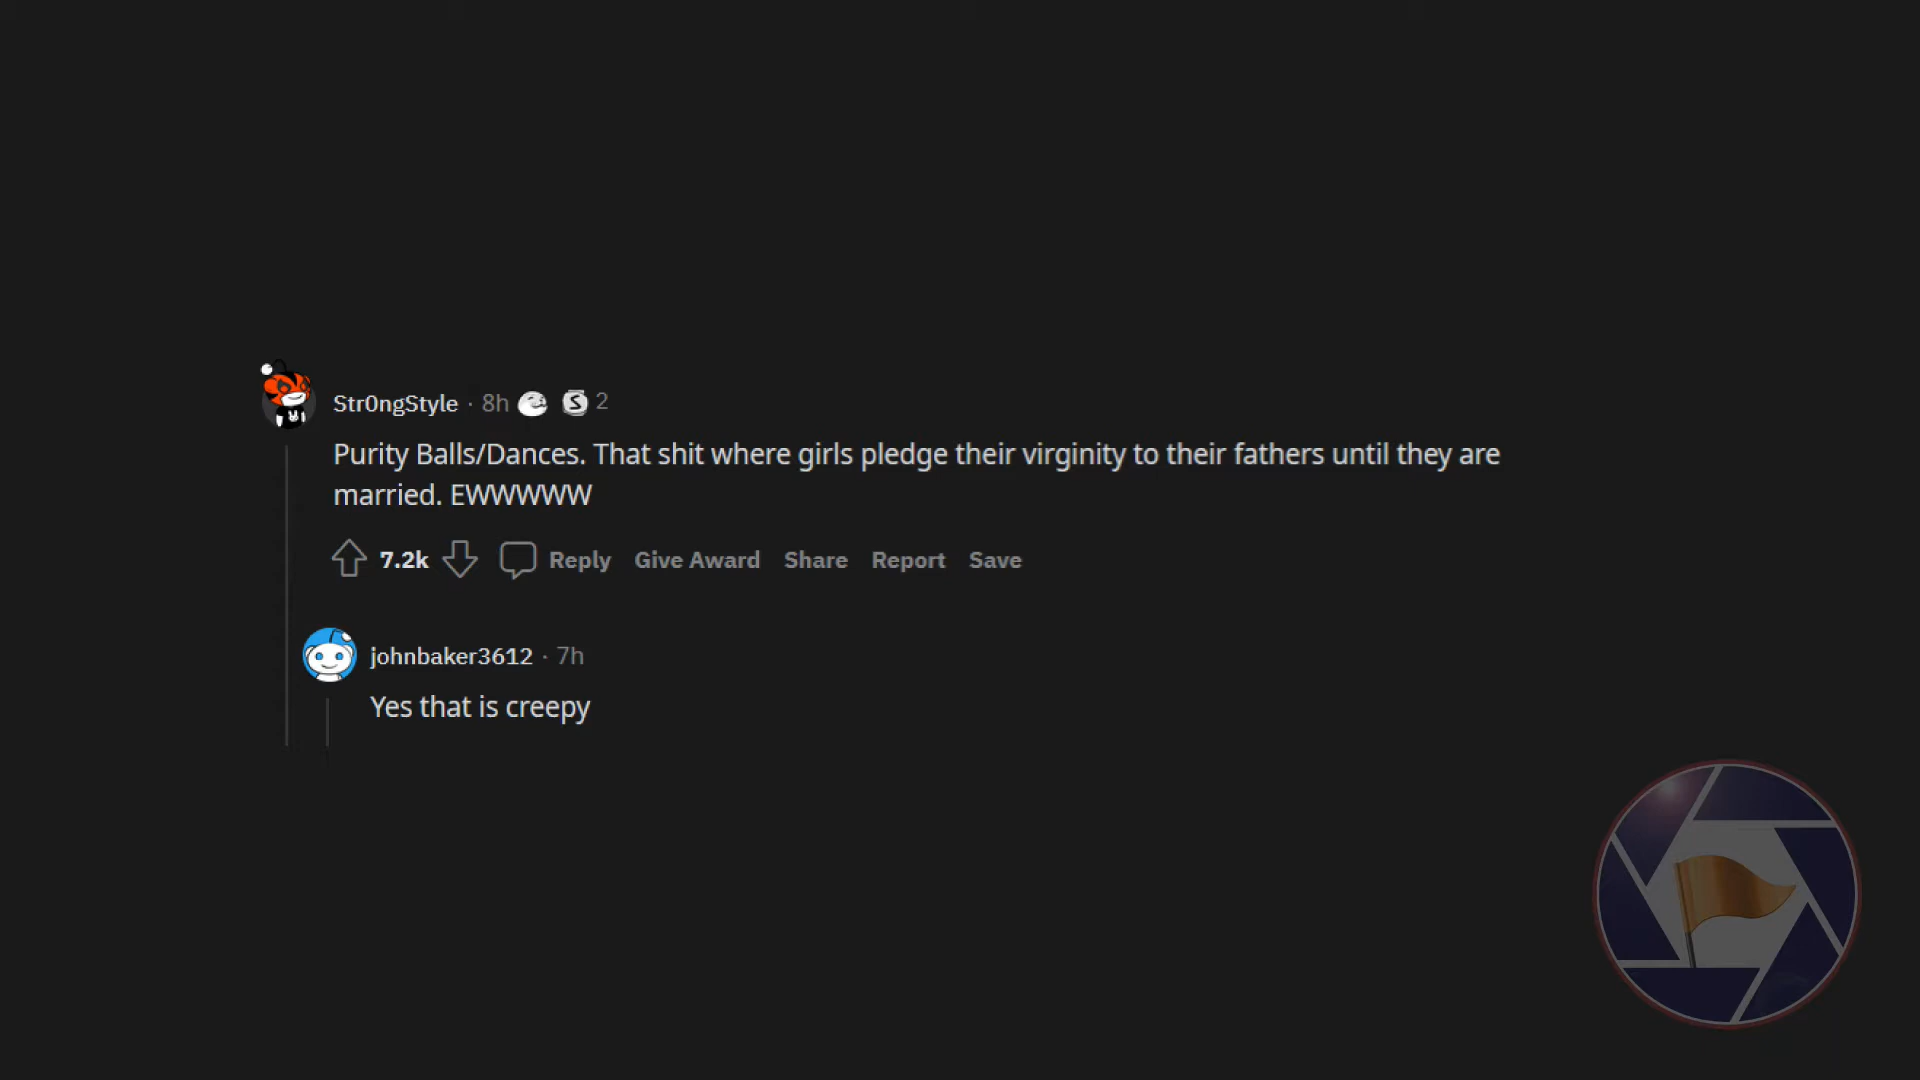 Str0ngStyle · 8h S 2
Purity Balls/Dances. That shit where girls pledge their virginity to their fathers until they are
married. EWWWWW
7.2k Reply Give Award Share Report Save
johnbaker3612 · 7h
Yes that is creepy